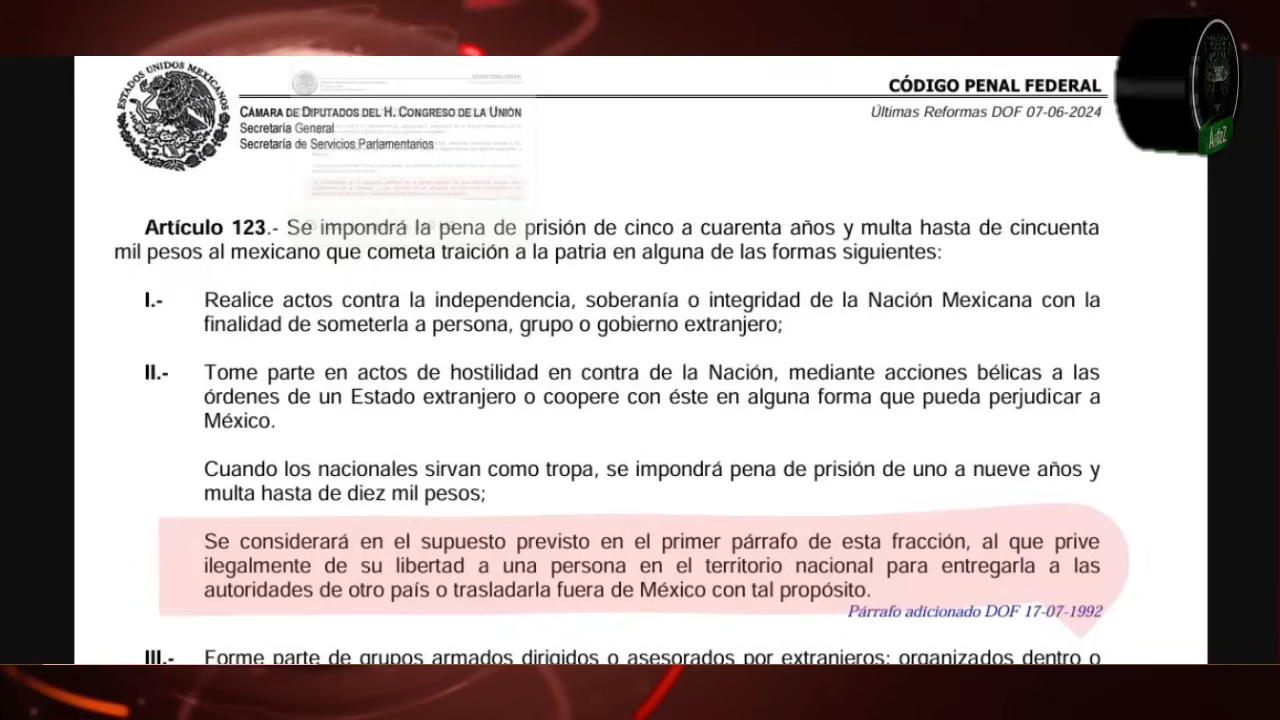 ESTADOS UNIDOS MEXICANOS
CÁMARA DE DIPUTADOS DEL H. CONGRESO DE LA UNIÓN
Secretaría General
Secretaría de Servicios Parlamentarios
CÓDIGO PENAL FEDERAL
Últimas Reformas DOF 07-06-2024
Artículo 123.- Se impondrá la pena de prisión de cinco a cuarenta años y multa hasta de cincuenta
mil pesos al mexicano que cometa traición a la patria en alguna de las formas siguientes:
I.- Realice actos contra la independencia, soberanía o integridad de la Nación Mexicana con la
finalidad de someterla a persona, grupo o gobierno extranjero;
II.- Tome parte en actos de hostilidad en contra de la Nación, mediante acciones bélicas a las
órdenes de un Estado extranjero o coopere con éste en alguna forma que pueda perjudicar a
México.
Cuando los nacionales sirvan como tropa, se impondrá pena de prisión de uno a nueve años y
multa hasta de diez mil pesos;
Se considerará en el supuesto previsto en el primer párrafo de esta fracción, al que prive
ilegalmente de su libertad a una persona en el territorio nacional para entregarla a las
autoridades de otro país o trasladarla fuera de México con tal propósito.
Párrafo adicionado DOF 17-07-1992
III.- Forme parte de grupos armados dirigidos o asesorados por extranjeros; organizados dentro o